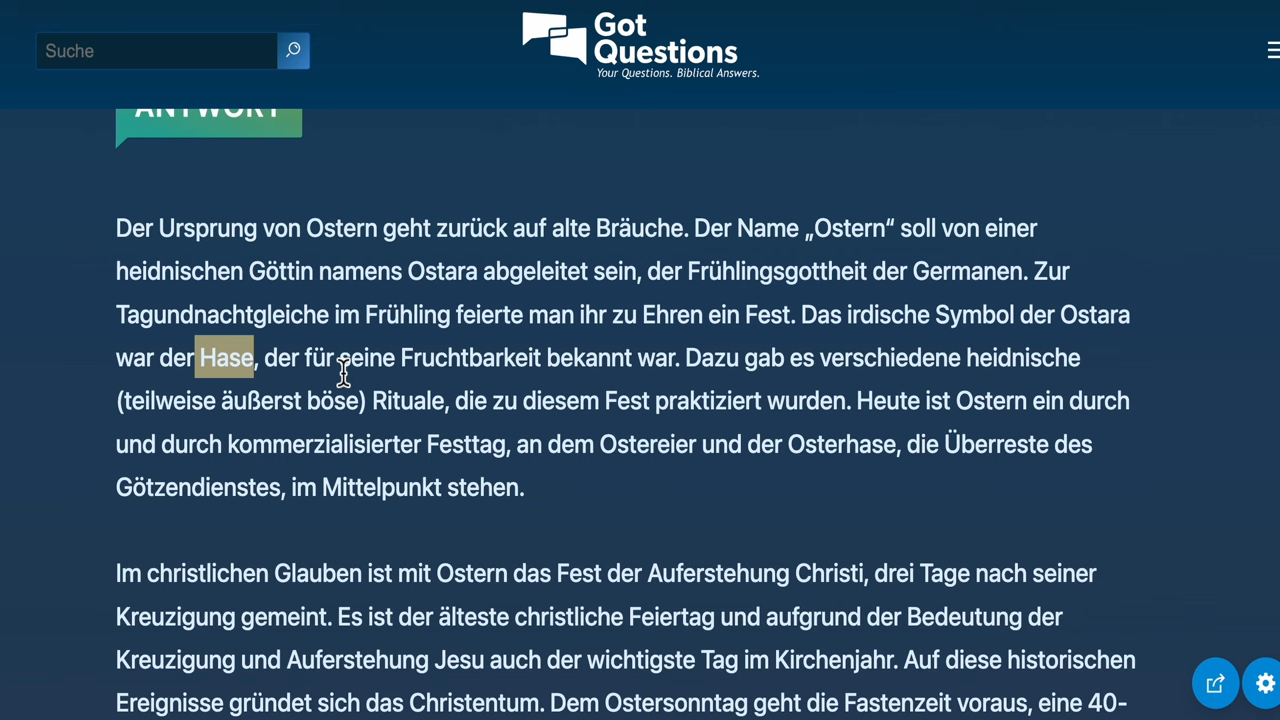 Suche
Got
Questions
Your Questions. Biblical Answers.
ANTWORT
Der Ursprung von Ostern geht zurück auf alte Bräuche. Der Name „Ostern“ soll von einer
heidnischen Göttin namens Ostara abgeleitet sein, der Frühlingsgottheit der Germanen. Zur
Tagundnachtgleiche im Frühling feierte man ihr zu Ehren ein Fest. Das irdische Symbol der Ostara
war der Hase, der für seine Fruchtbarkeit bekannt war. Dazu gab es verschiedene heidnische
(teilweise äußerst böse) Rituale, die zu diesem Fest praktiziert wurden. Heute ist Ostern ein durch
und durch kommerzialisierter Festtag, an dem Ostereier und der Osterhase, die Überreste des
Götzendienstes, im Mittelpunkt stehen.
Im christlichen Glauben ist mit Ostern das Fest der Auferstehung Christi, drei Tage nach seiner
Kreuzigung gemeint. Es ist der älteste christliche Feiertag und aufgrund der Bedeutung der
Kreuzigung und Auferstehung Jesu auch der wichtigste Tag im Kirchenjahr. Auf diese historischen
Ereignisse gründet sich das Christentum. Dem Ostersonntag geht die Fastenzeit voraus, eine 40-